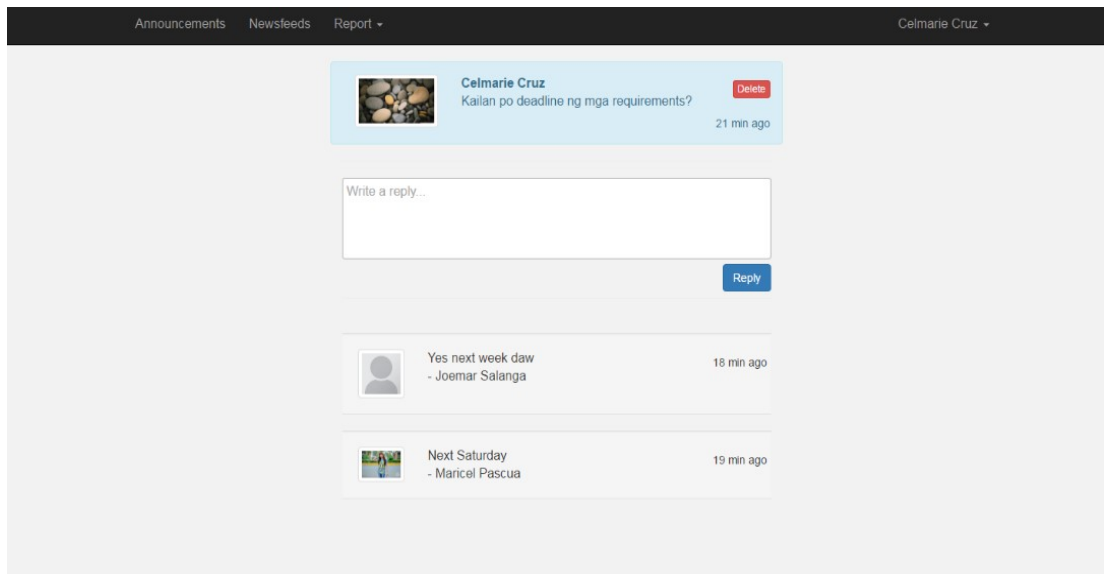 Announcements Newsfeeds Report Celmarie Cruz
Celmarie Cruz
Delete
Kailan po deadline ng mga requirements?
21 min ago
Write a reply...
Reply
Yes next week daw
18 min ago
- Joemar Salanga
Next Saturday
19 min ago
- Maricel Pascua